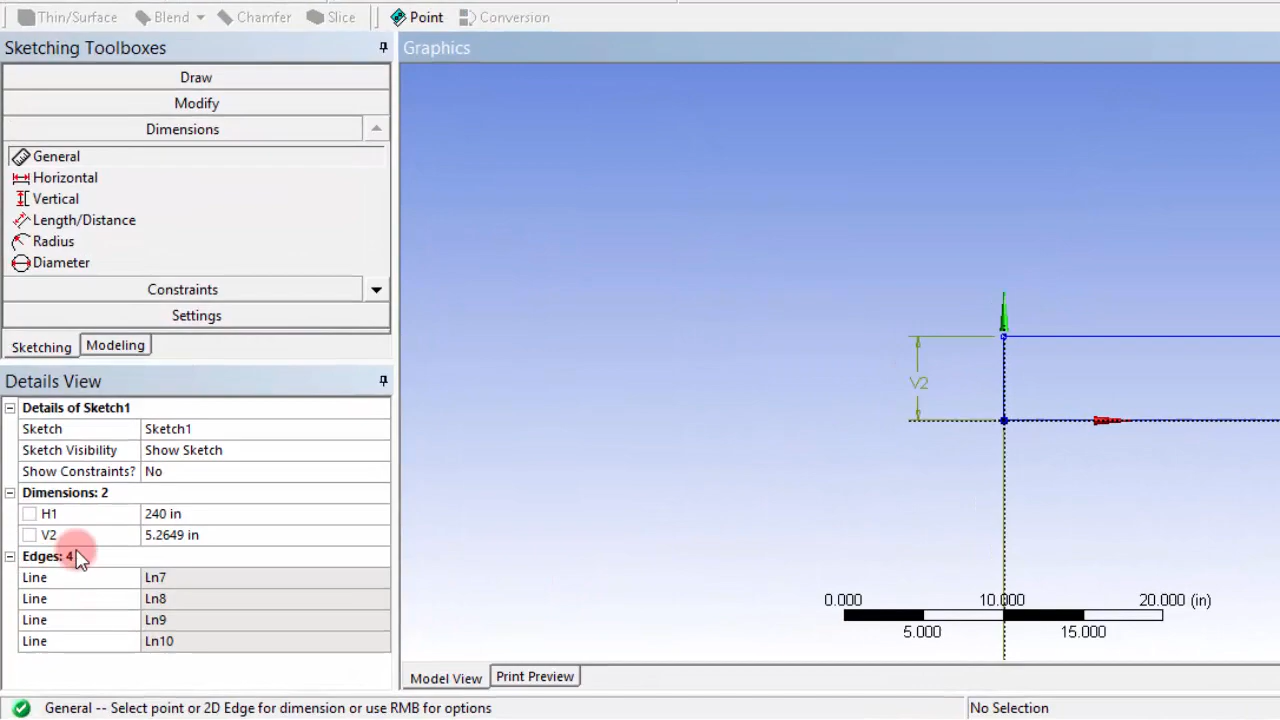 Thin/Surface Blend Chamfer Slice Point Conversion
Sketching Toolboxes
Draw
Modify
Dimensions
General
Horizontal
Vertical
Length/Distance
Radius
Diameter
Constraints
Settings
Sketching Modeling
Details View
Details of Sketch1
Sketch Sketch1
Sketch Visibility Show Sketch
Show Constraints? No
Dimensions: 2
H1 240 in
V2 5.2649 in
Edges: 4
Line Ln7
Line Ln8
Line Ln9
Line Ln10
Graphics
V2
0.000 10.000 20.000 (in)
5.000 15.000
Model View Print Preview
General -- Select point or 2D Edge for dimension or use RMB for options No Selection